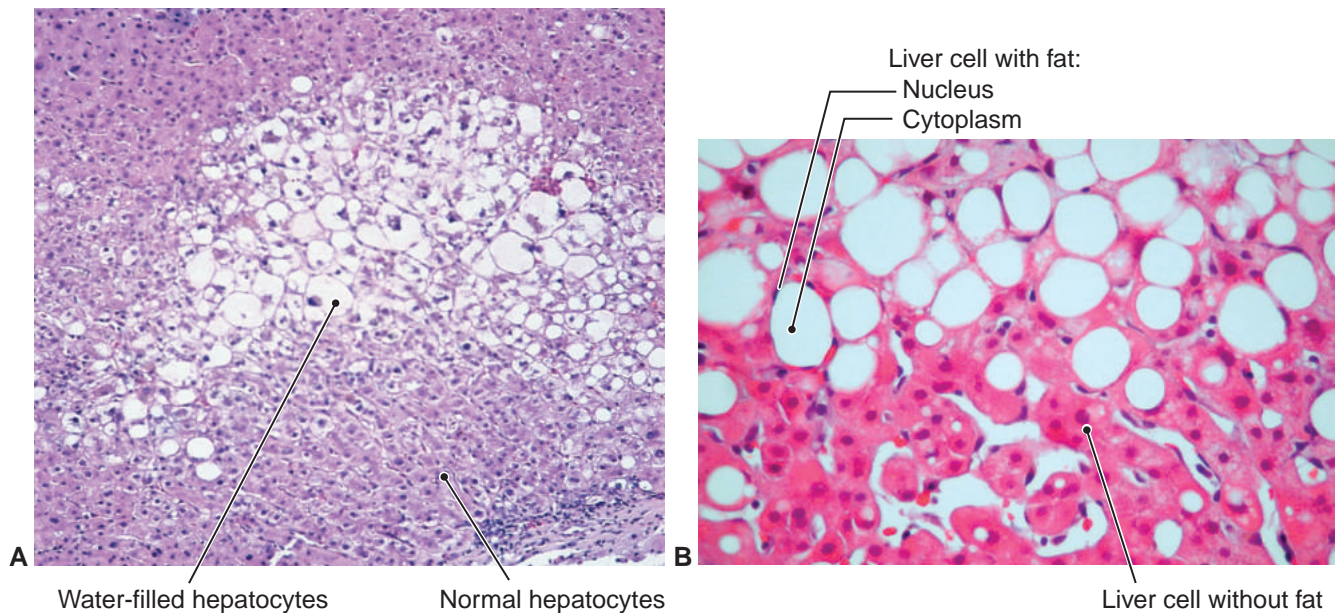 Liver cell with fat:
Nucleus
Cytoplasm
A
B
Water-filled hepatocytes
Normal hepatocytes
Liver cell without fat